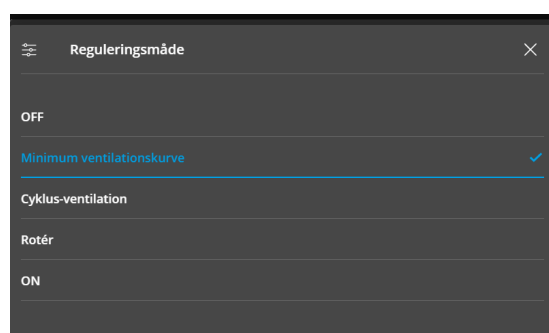 Reguleringsmåde
OFF
Minimum ventilationskurve
Cyklus-ventilation
Rotér
ON